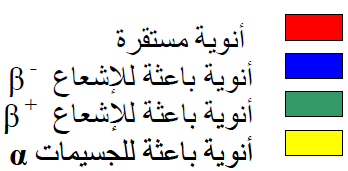 أنوية مستقرة
أنوية باعثة للإشعاع β⁻
أنوية باعثة للإشعاع β⁺
أنوية باعثة للجسيمات α